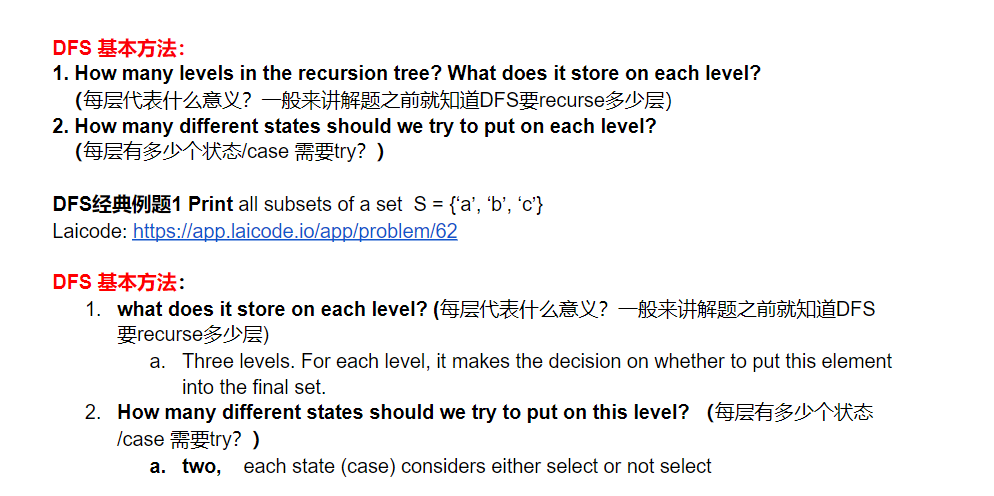 DFS 基本方法：
1. How many levels in the recursion tree? What does it store on each level?
(每层代表什么意义？一般来讲解题之前就知道DFS要recurse多少层)
2. How many different states should we try to put on each level?
(每层有多少个状态/case 需要try？)
DFS经典例题1 Print all subsets of a set S = {‘a’, ‘b’, ‘c’}
Laicode: https://app.laicode.io/app/problem/62
DFS 基本方法：
1. what does it store on each level? (每层代表什么意义？一般来讲解题之前就知道DFS
要recurse多少层)
a. Three levels. For each level, it makes the decision on whether to put this element
into the final set.
2. How many different states should we try to put on this level? (每层有多少个状态
/case 需要try？)
a. two, each state (case) considers either select or not select